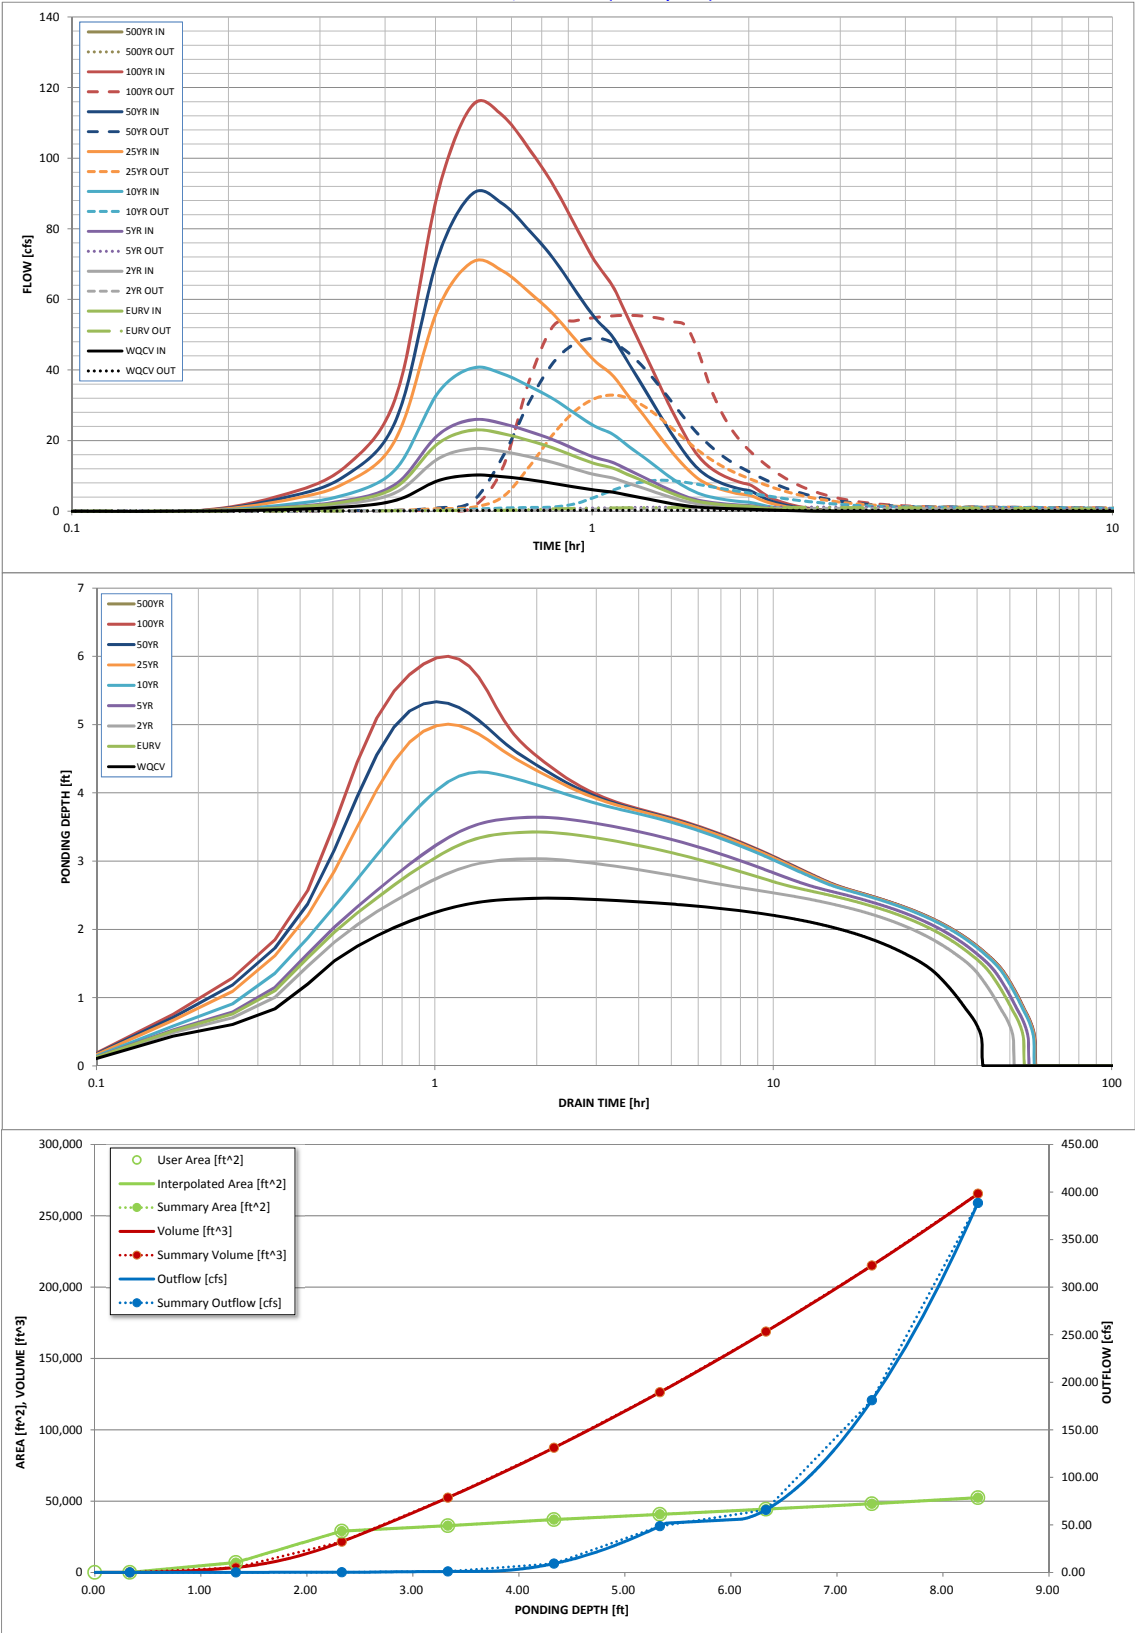 140
120
100
80
60
40
20
0
FLOW [cfs]
500YR IN
500YR OUT
100YR IN
100YR OUT
50YR IN
50YR OUT
25YR IN
25YR OUT
10YR IN
10YR OUT
5YR IN
5YR OUT
2YR IN
2YR OUT
EURV IN
EURV OUT
WQCV IN
WQCV OUT
0.1
1
10
TIME [hr]
7
6
5
4
3
2
1
0
PONDING DEPTH [ft]
500YR
100YR
50YR
25YR
10YR
5YR
2YR
EURV
WQCV
0.1
1
10
100
DRAIN TIME [hr]
300,000
250,000
200,000
150,000
100,000
50,000
0
AREA [ft^2], VOLUME [ft^3]
User Area [ft^2]
Interpolated Area [ft^2]
Summary Area [ft^2]
Volume [ft^3]
Summary Volume [ft^3]
Outflow [cfs]
Summary Outflow [cfs]
450.00
400.00
350.00
300.00
250.00
200.00
150.00
100.00
50.00
0.00
OUTFLOW [cfs]
0.00
1.00
2.00
3.00
4.00
5.00
6.00
7.00
8.00
9.00
PONDING DEPTH [ft]